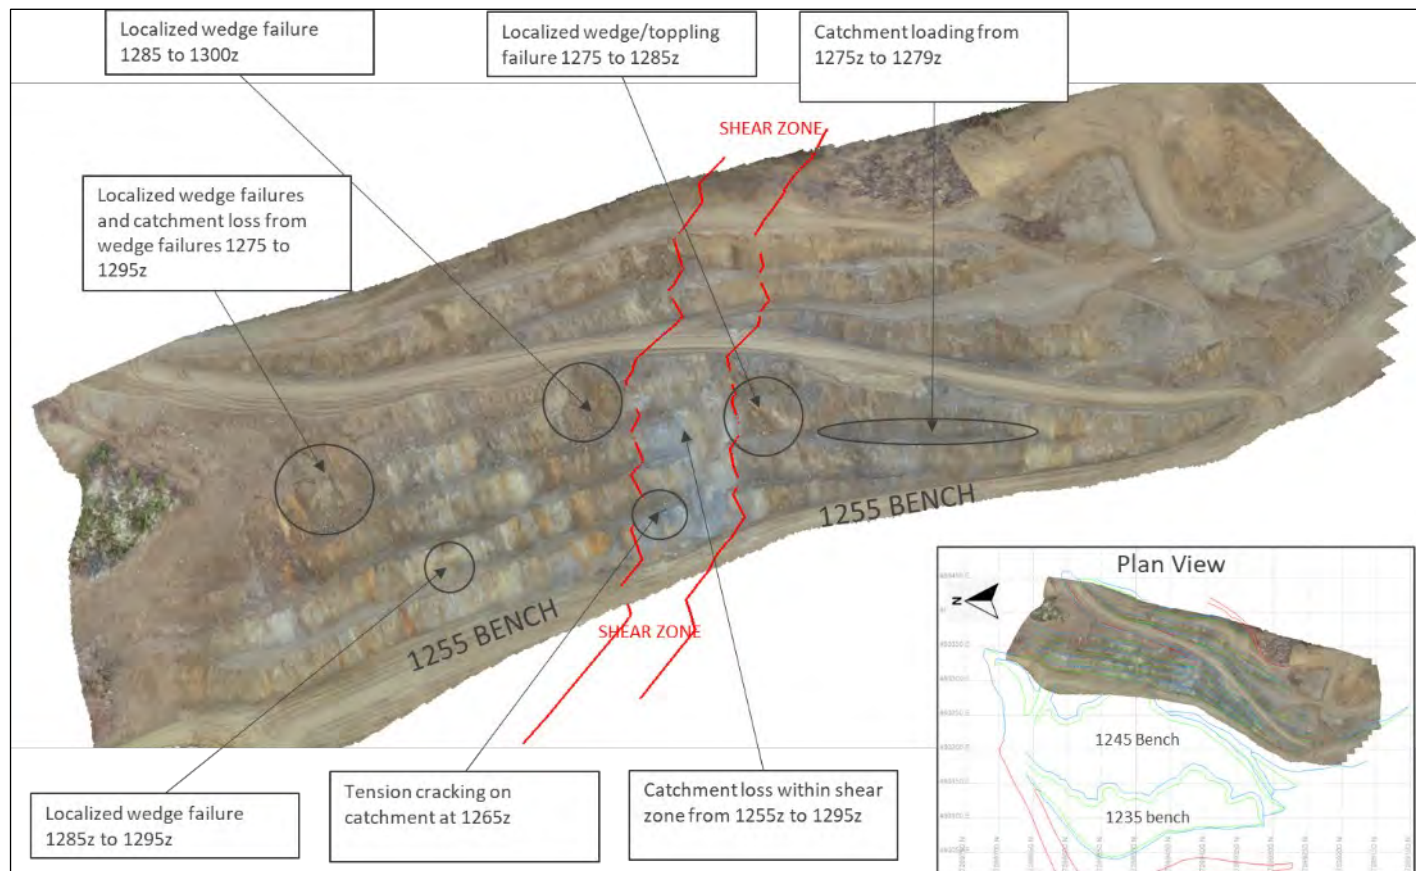 Localized wedge failure
1285 to 1300z
Localized wedge/toppling
failure 1275 to 1285z
Catchment loading from
1275z to 1279z
SHEAR ZONE
Localized wedge failures
and catchment loss from
wedge failures 1275 to
1295z
1255 BENCH
1255 BENCH
SHEAR ZONE
Localized wedge failure
1285z to 1295z
Tension cracking on
catchment at 1265z
Catchment loss within shear
zone from 1255z to 1295z
Plan View
N
1245 Bench
1235 bench